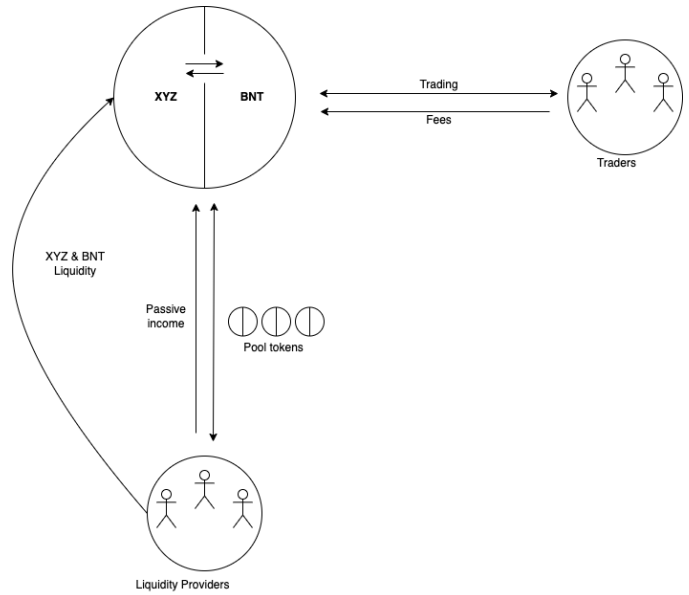 XYZ
BNT
Trading
Fees
Traders
XYZ & BNT
Liquidity
Passive
income
Pool tokens
Liquidity Providers